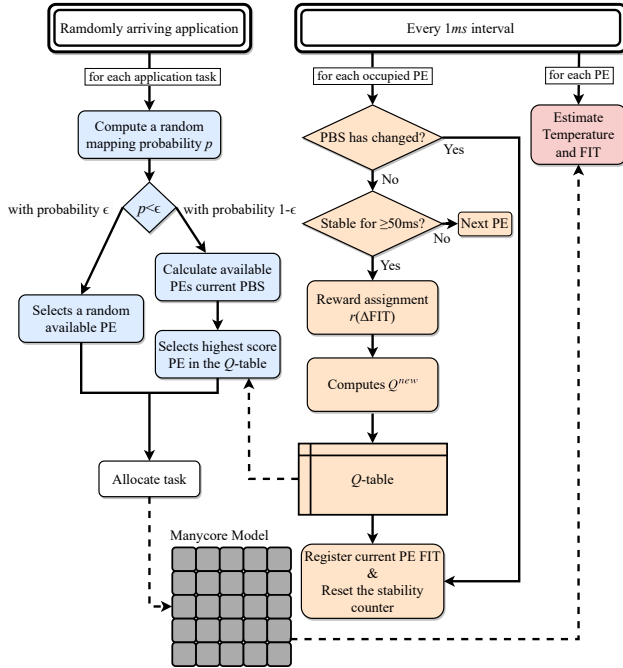 Ramdomly arriving application
for each application task
Compute a random
mapping probability p
with probability ϵ
p<ϵ
with probability 1-ϵ
Calculate available
PEs current PBS
Selects a random
available PE
Selects highest score
PE in the Q-table
Allocate task
Manycore Model
Every 1ms interval
for each occupied PE
for each PE
PBS has changed?
Yes
No
Stable for ≥50ms?
No
Next PE
Yes
Reward assignment
r(ΔFIT)
Computes Q^new
Q-table
Register current PE FIT
&
Reset the stability
counter
Estimate
Temperature
and FIT